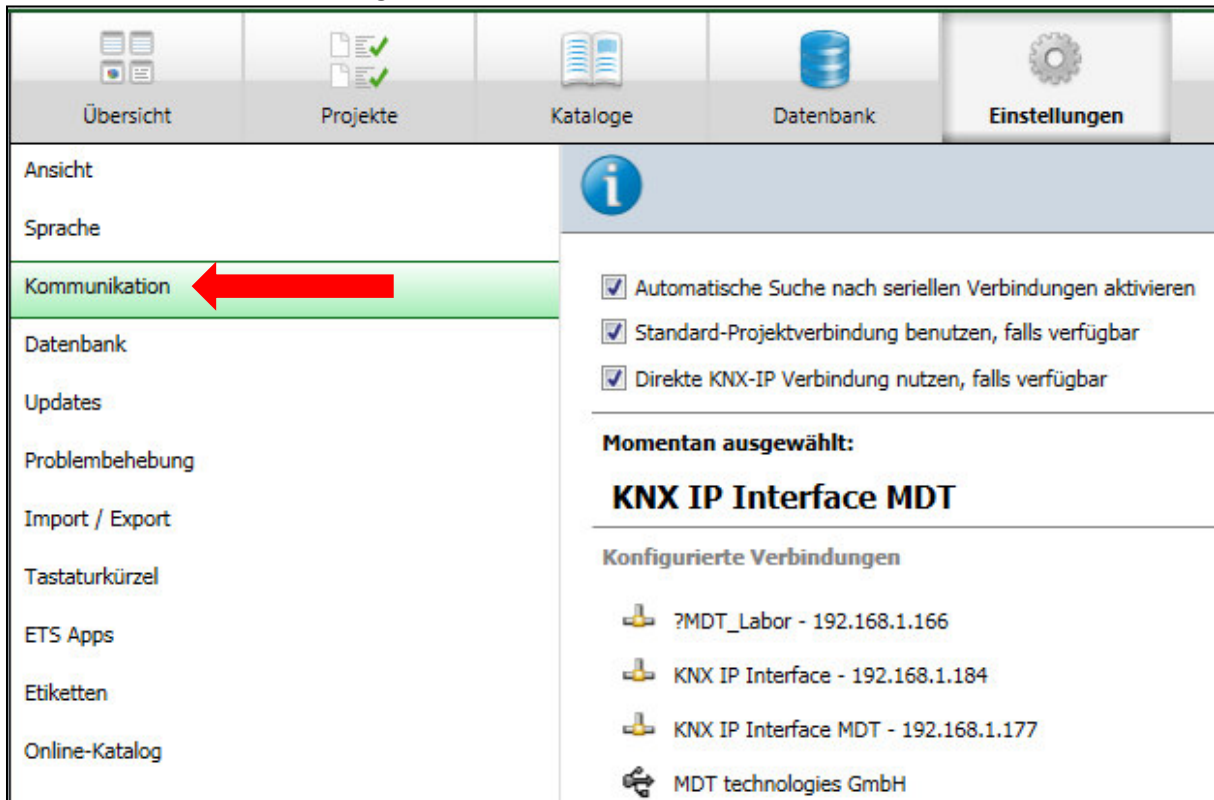 Übersicht
Projekte
Kataloge
Datenbank
Einstellungen
Ansicht
Sprache
Kommunikation
Datenbank
Updates
Problembehebung
Import / Export
Tastaturkürzel
ETS Apps
Etiketten
Online-Katalog
Automatische Suche nach seriellen Verbindungen aktivieren
Standard-Projektverbindung benutzen, falls verfügbar
Direkte KNX-IP Verbindung nutzen, falls verfügbar
Momentan ausgewählt:
KNX IP Interface MDT
Konfigurierte Verbindungen
?MDT_Labor - 192.168.1.166
KNX IP Interface - 192.168.1.184
KNX IP Interface MDT - 192.168.1.177
MDT technologies GmbH